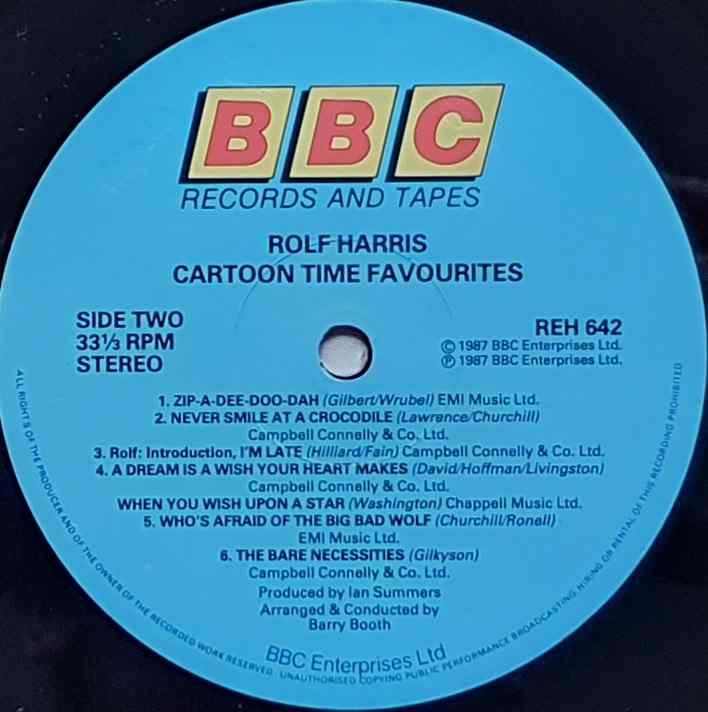 BBC
RECORDS AND TAPES
ROLF HARRIS
CARTOON TIME FAVOURITES
SIDE TWO
33⅓ RPM
STEREO
REH 642
© 1987 BBC Enterprises Ltd.
℗ 1987 BBC Enterprises Ltd.
1. ZIP-A-DEE-DOO-DAH (Gilbert/Wrubel) EMI Music Ltd.
2. NEVER SMILE AT A CROCODILE (Lawrance/Churchill)
Campbell Connelly & Co. Ltd.
3. Rolf: Introduction, I'M LATE (Hilliard/Fain) Campbell Connelly & Co. Ltd.
4. A DREAM IS A WISH YOUR HEART MAKES (David/Hoffman/Livingston)
Campbell Connelly & Co. Ltd.
WHEN YOU WISH UPON A STAR (Washington) Chappell Music Ltd.
5. WHO'S AFRAID OF THE BIG BAD WOLF (Churchill/Ronell)
EMI Music Ltd.
6. THE BARE NECESSITIES (Gilkyson)
Campbell Connelly & Co. Ltd.
Produced by Ian Summers
Arranged & Conducted by
Barry Booth
BBC Enterprises Ltd
ALL RIGHTS OF THE PRODUCER AND OF THE OWNER OF THE RECORDED WORK RESERVED. UNAUTHORISED COPYING PUBLIC PERFORMANCE BROADCASTING HIRING OR RENTAL OF THIS RECORDING PROHIBITED